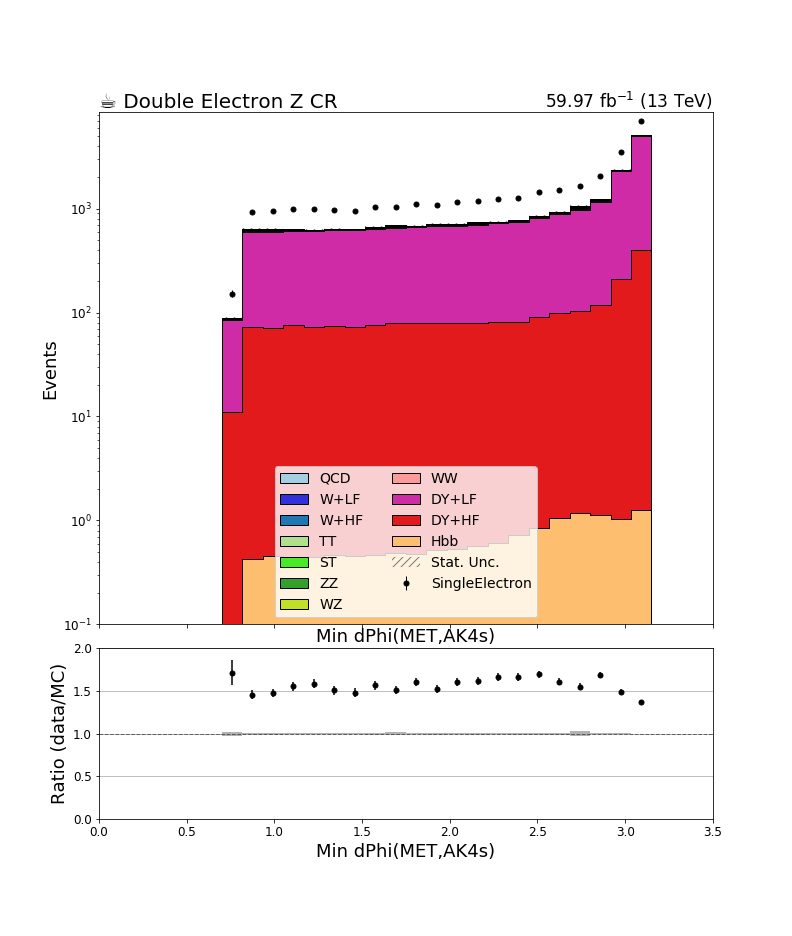 ☕ Double Electron Z CR
59.97 fb⁻¹ (13 TeV)
Events
10³
10²
10¹
10⁰
10⁻¹
QCD
W+LF
W+HF
TT
ST
ZZ
WZ
WW
DY+LF
DY+HF
Hbb
Stat. Unc.
SingleElectron
Min dPhi(MET,AK4s)
Ratio (data/MC)
2.0
1.5
1.0
0.5
0.0
0.0 0.5 1.0 1.5 2.0 2.5 3.0 3.5
Min dPhi(MET,AK4s)